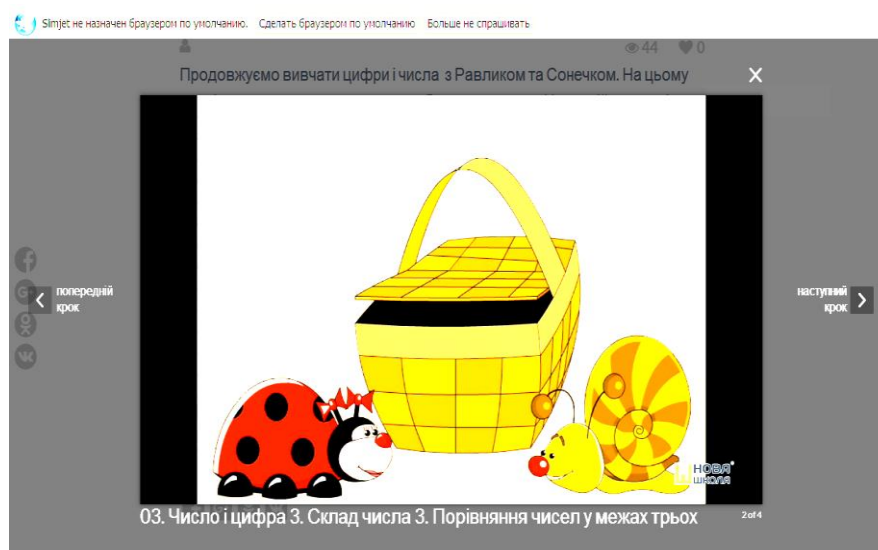 Slimjet не назначен браузером по умолчанию. Сделать браузером по умолчанию Больше не спрашивать
44 0
Продовжуємо вивчати цифри і числа з Равликом та Сонечком. На цьому
попередній
крок
наступний
крок
НОВА
ШКОЛА
03. Число і цифра 3. Склад числа 3. Порівняння чисел у межах трьох
2 of 4